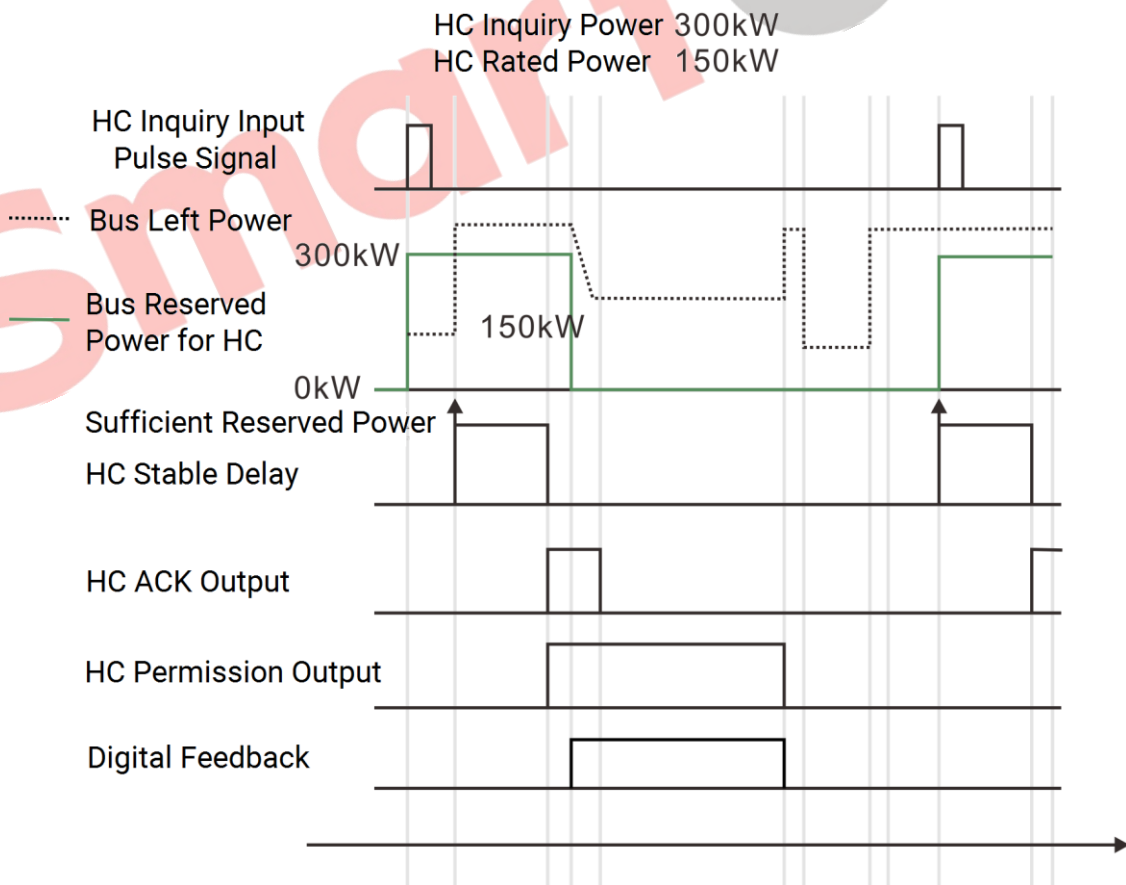 HC Inquiry Power 300kW
HC Rated Power 150kW
HC Inquiry Input
Pulse Signal
Bus Left Power
300kW
Bus Reserved
Power for HC
150kW
0kW
Sufficient Reserved Power
HC Stable Delay
HC ACK Output
HC Permission Output
Digital Feedback
Smart